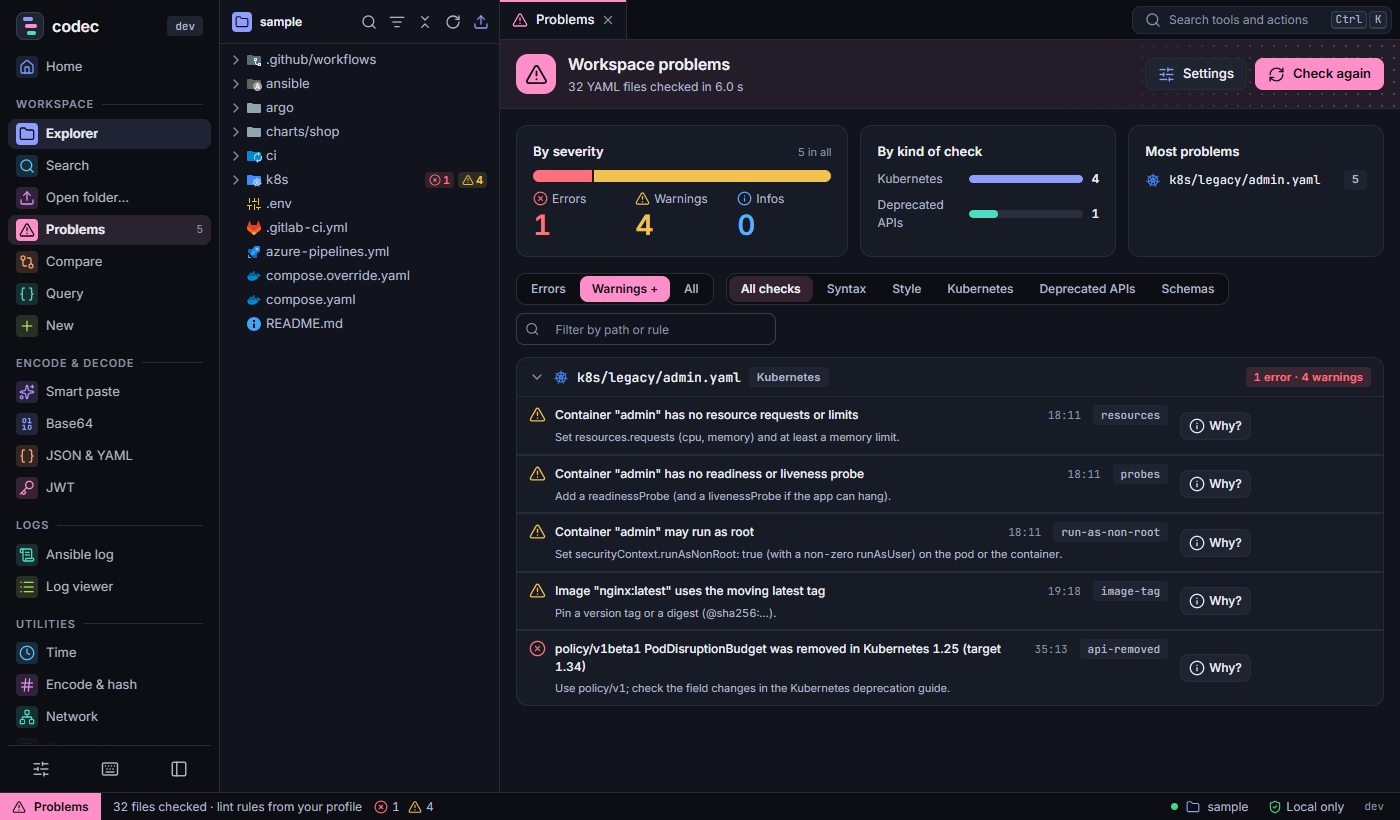 codec
dev
Home
WORKSPACE
Explorer
Search
Open folder...
Problems 5
Compare
Query
New
ENCODE & DECODE
Smart paste
Base64
JSON & YAML
JWT
LOGS
Ansible log
Log viewer
UTILITIES
Time
Encode & hash
Network
sample
.github/workflows
ansible
argo
charts/shop
ci
k8s 1 4
.env
.gitlab-ci.yml
azure-pipelines.yml
compose.override.yaml
compose.yaml
README.md
Problems
Search tools and actions Ctrl K
Workspace problems
32 YAML files checked in 6.0 s
Settings
Check again
By severity 5 in all
Errors Warnings Infos
1 4 0
By kind of check
Kubernetes 4
Deprecated
APIs 1
Most problems
k8s/legacy/admin.yaml 5
Errors Warnings + All
All checks Syntax Style Kubernetes Deprecated APIs Schemas
Filter by path or rule
k8s/legacy/admin.yaml Kubernetes 1 error · 4 warnings
Container "admin" has no resource requests or limits 18:11 resources Why?
Set resources.requests (cpu, memory) and at least a memory limit.
Container "admin" has no readiness or liveness probe 18:11 probes Why?
Add a readinessProbe (and a livenessProbe if the app can hang).
Container "admin" may run as root 18:11 run-as-non-root Why?
Set securityContext.runAsNonRoot: true (with a non-zero runAsUser) on the pod or the container.
Image "nginx:latest" uses the moving latest tag 19:18 image-tag Why?
Pin a version tag or a digest (@sha256:...).
policy/v1beta1 PodDisruptionBudget was removed in Kubernetes 1.25 (target 35:13 api-removed Why?
1.34)
Use policy/v1; check the field changes in the Kubernetes deprecation guide.
Problems 32 files checked · lint rules from your profile 1 4
sample Local only dev